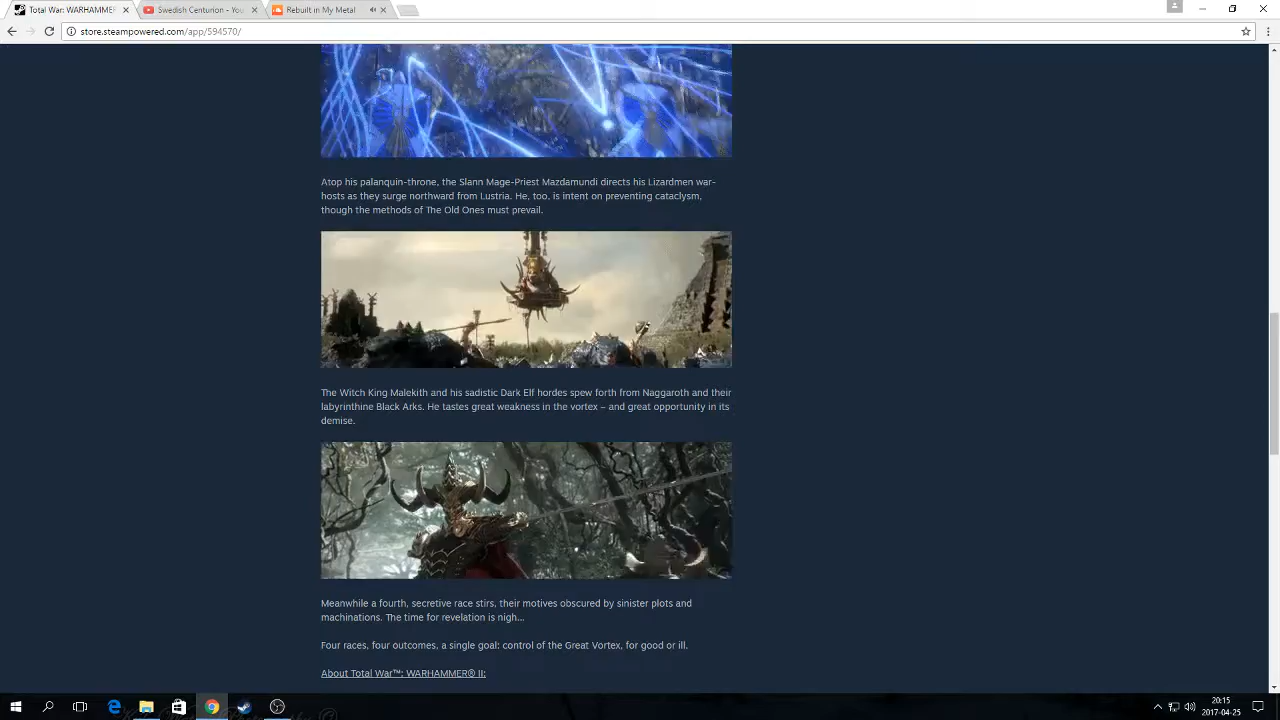 Total War: WARHAMMER
Swedish Centurion - You
Rebuilt in My Metal
store.steampowered.com/app/594570/
Atop his palanquin-throne, the Slann Mage-Priest Mazdamundi directs his Lizardmen war-
hosts as they surge northward from Lustria. He, too, is intent on preventing cataclysm,
though the methods of The Old Ones must prevail.
The Witch King Malekith and his sadistic Dark Elf hordes spew forth from Naggaroth and their
labyrinthine Black Arks. He tastes great weakness in the vortex – and great opportunity in its
demise.
Meanwhile a fourth, secretive race stirs, their motives obscured by sinister plots and
machinations. The time for revelation is nigh…
Four races, four outcomes, a single goal: control of the Great Vortex, for good or ill.
About Total War™: WARHAMMER® II:
20:15
2017-04-25